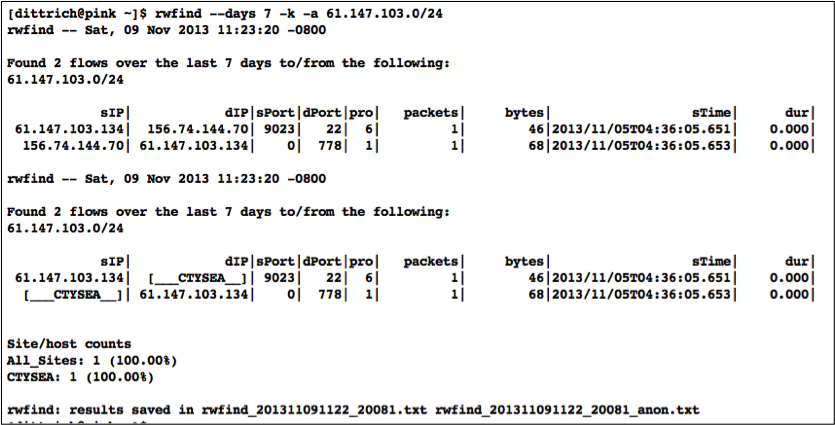 [dittrich@pink ~]$ rwfind --days 7 -k -a 61.147.103.0/24
rwfind -- Sat, 09 Nov 2013 11:23:20 -0800
Found 2 flows over the last 7 days to/from the following:
61.147.103.0/24
sIP| dIP|sPort|dPort|pro| packets| bytes| sTime| dur|
61.147.103.134| 156.74.144.70| 9023| 22| 6| 1| 46|2013/11/05T04:36:05.651| 0.000|
156.74.144.70| 61.147.103.134| 0| 778| 1| 1| 68|2013/11/05T04:36:05.653| 0.000|
rwfind -- Sat, 09 Nov 2013 11:23:20 -0800
Found 2 flows over the last 7 days to/from the following:
61.147.103.0/24
sIP| dIP|sPort|dPort|pro| packets| bytes| sTime| dur|
61.147.103.134| [___CTYSEA__]| 9023| 22| 6| 1| 46|2013/11/05T04:36:05.651| 0.000|
[___CTYSEA__]| 61.147.103.134| 0| 778| 1| 1| 68|2013/11/05T04:36:05.653| 0.000|
Site/host counts
All_Sites: 1 (100.00%)
CTYSEA: 1 (100.00%)
rwfind: results saved in rwfind_201311091122_20081.txt rwfind_201311091122_20081_anon.txt